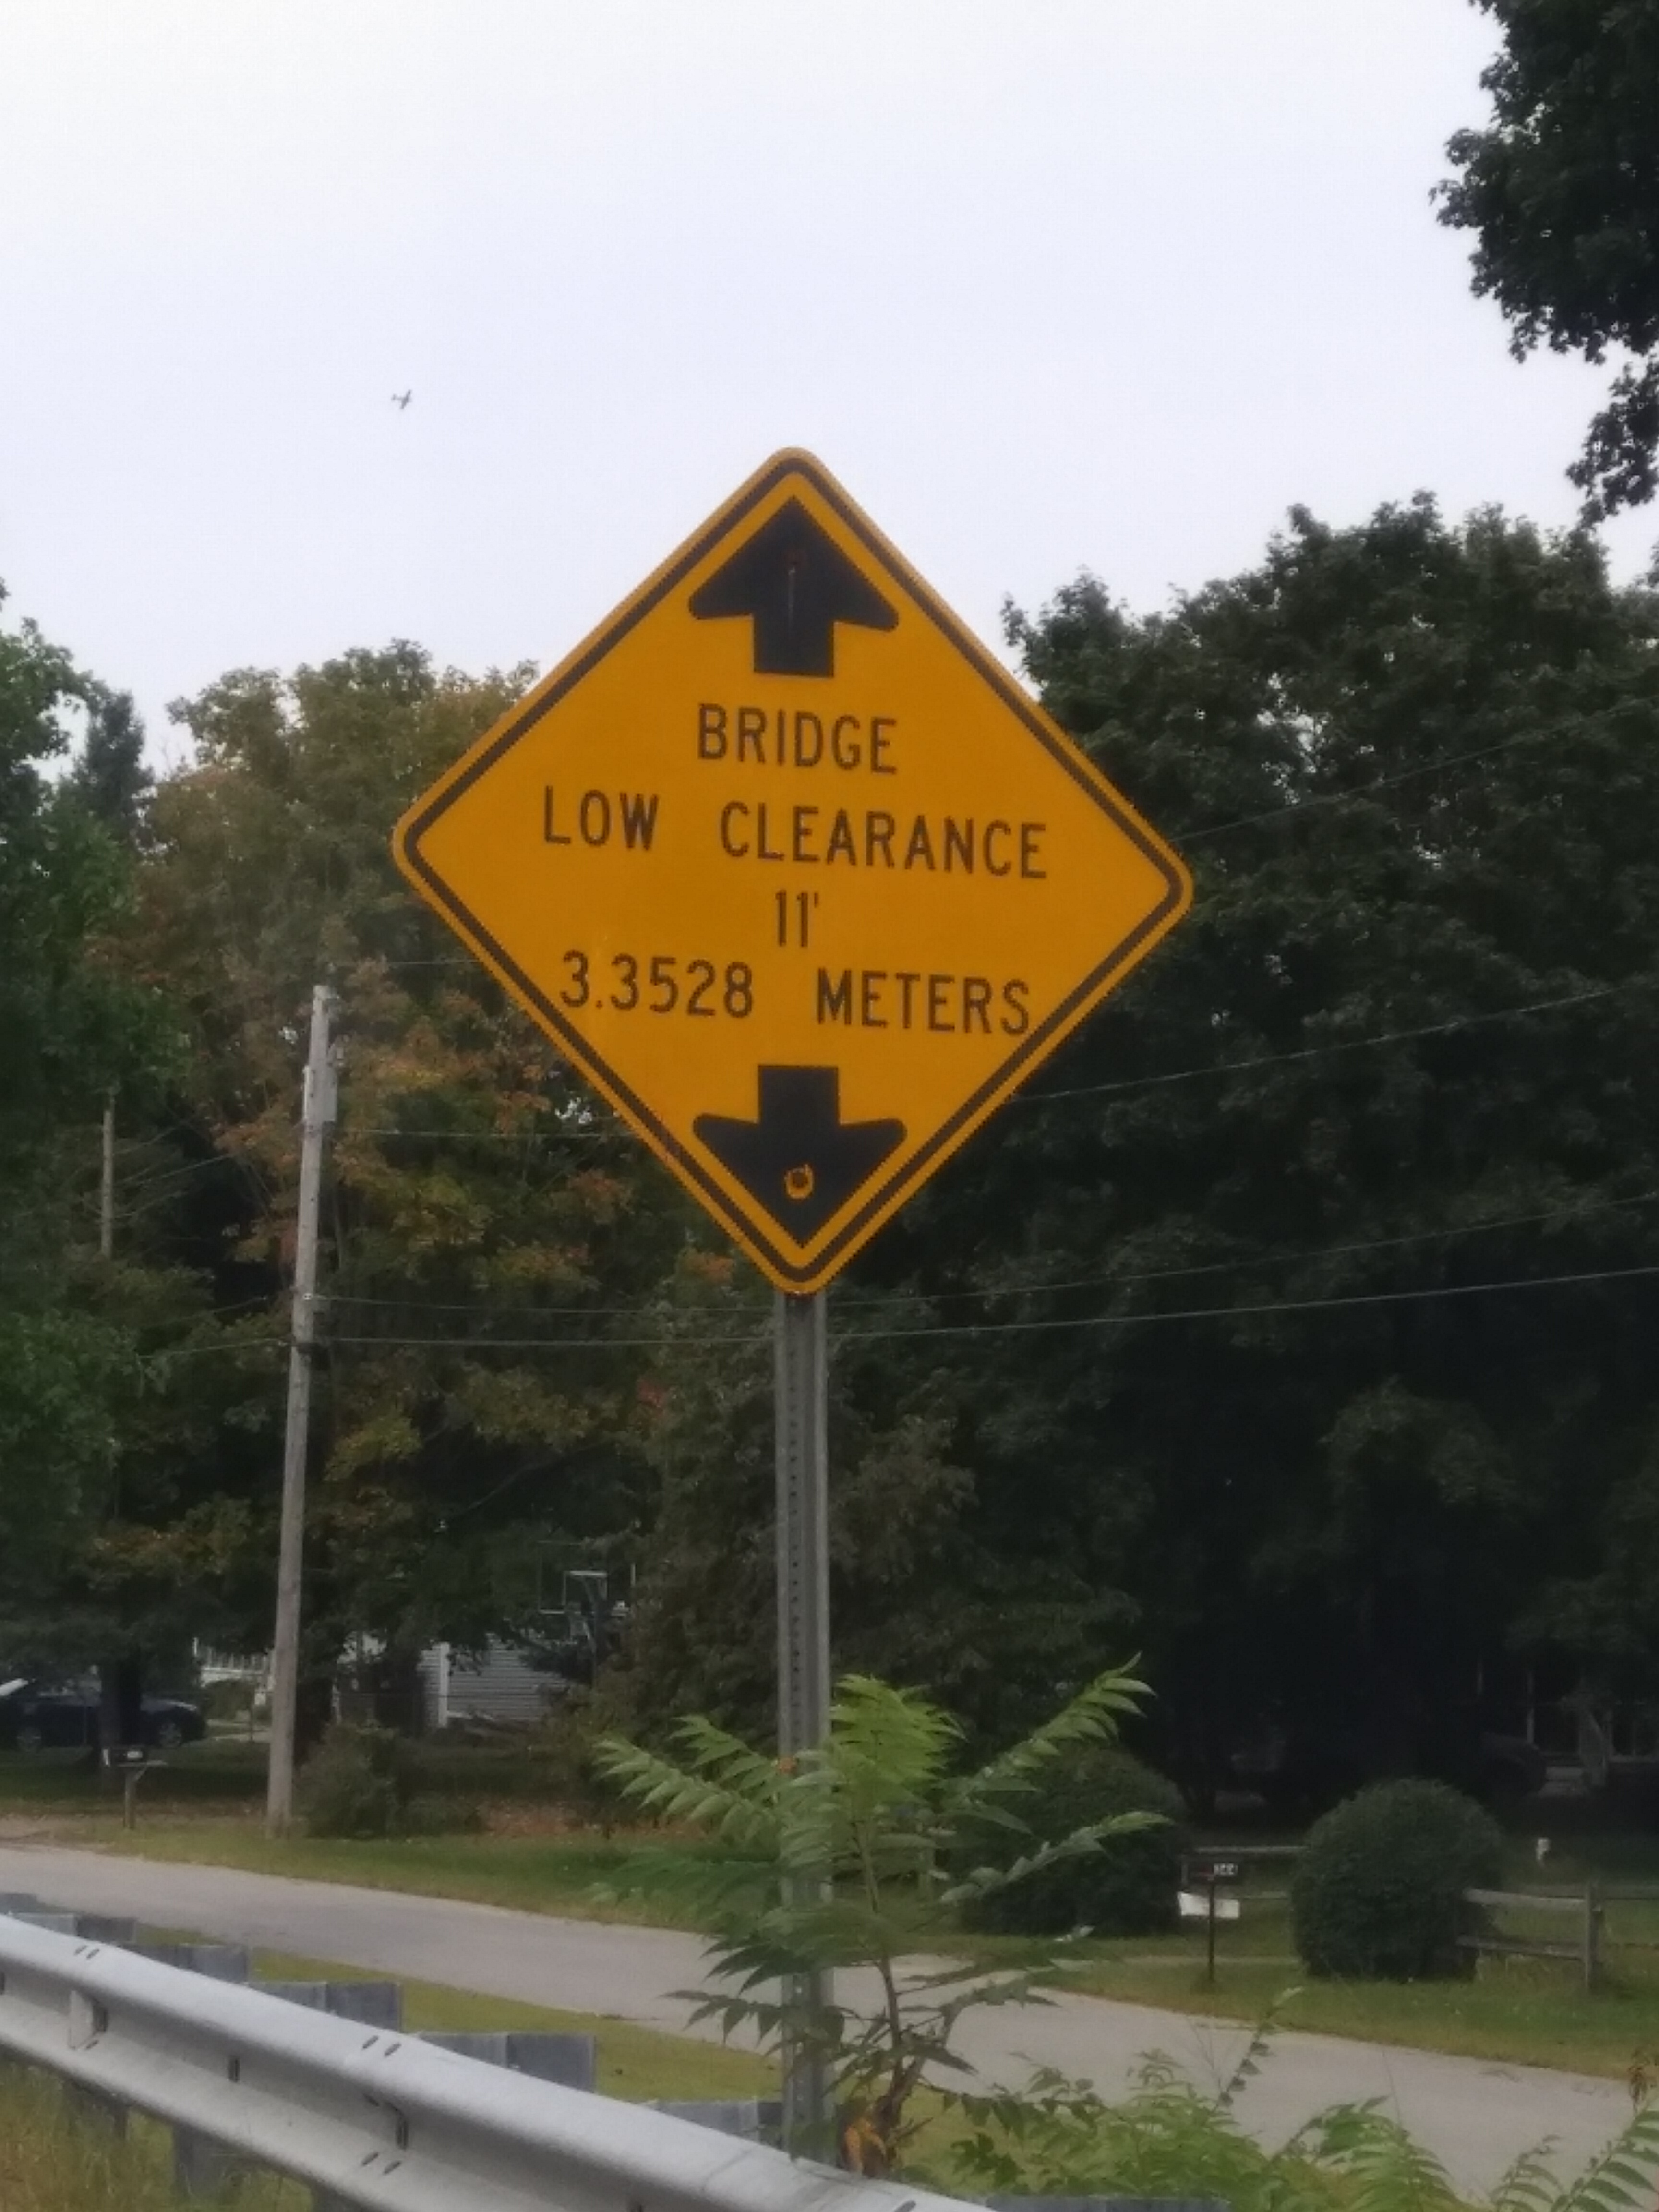 BRIDGE
LOW CLEARANCE
11'
3.3528 METERS